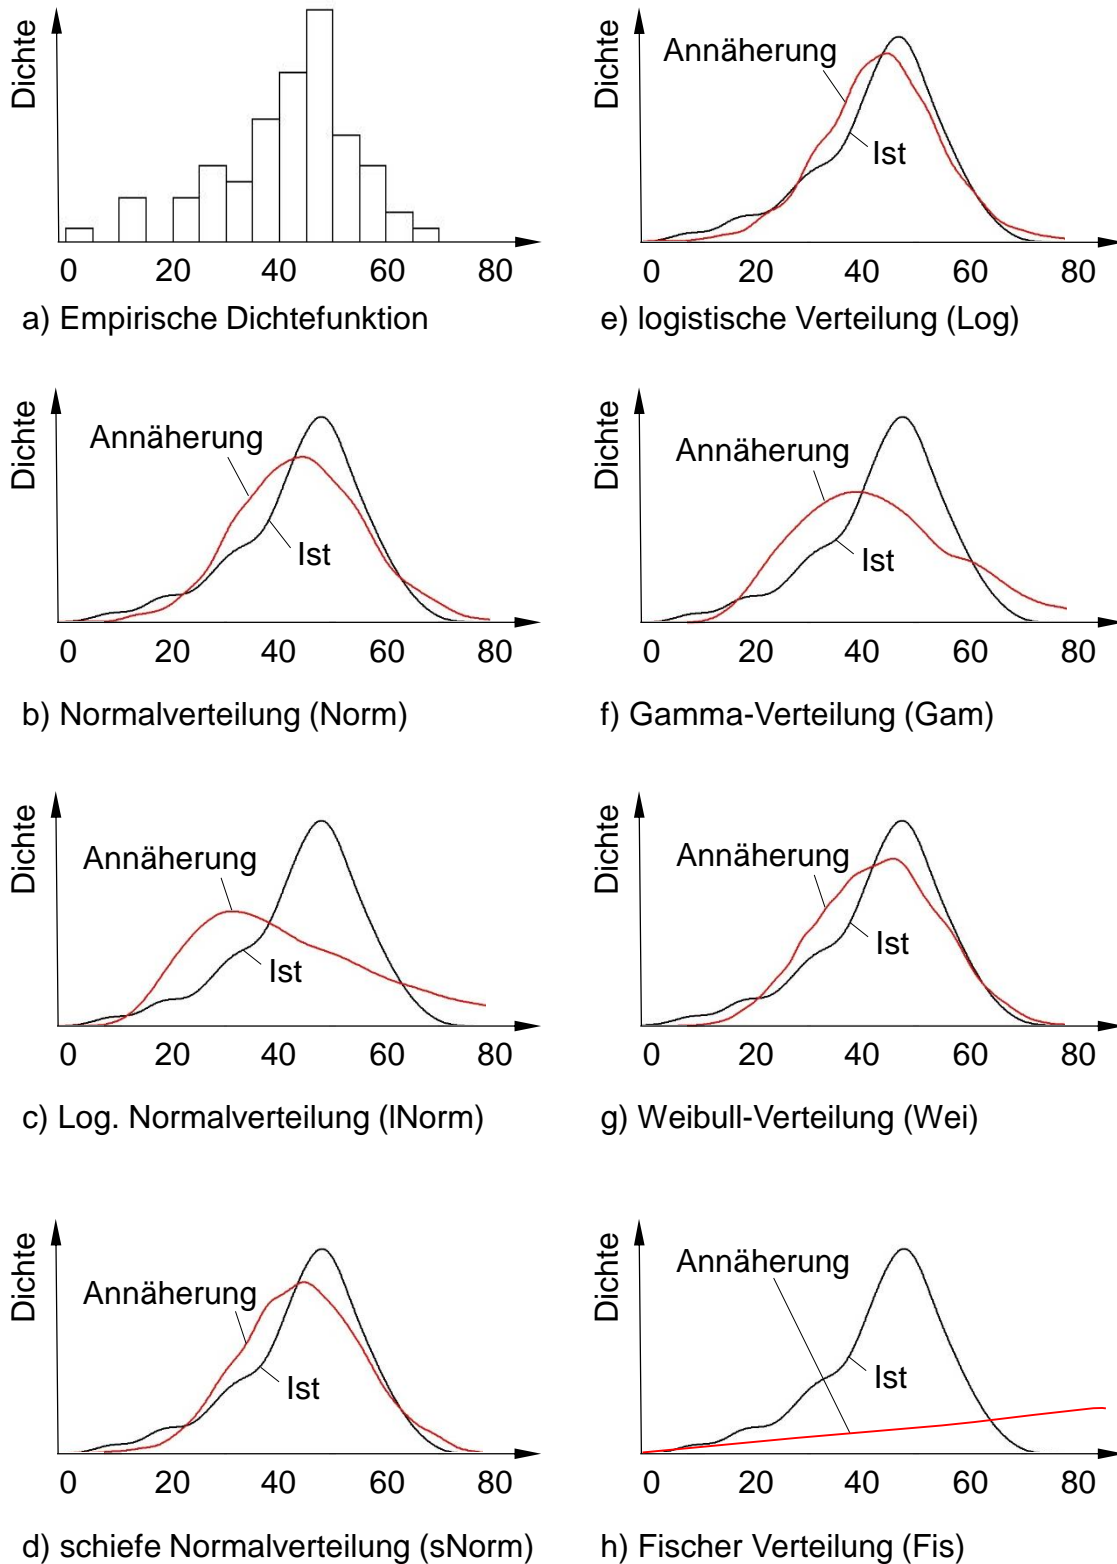 Dichte
0 20 40 60 80
a) Empirische Dichtefunktion
Dichte
Annäherung
Ist
0 20 40 60 80
e) logistische Verteilung (Log)
Dichte
Annäherung
Ist
0 20 40 60 80
b) Normalverteilung (Norm)
Dichte
Annäherung
Ist
0 20 40 60 80
f) Gamma-Verteilung (Gam)
Dichte
Annäherung
Ist
0 20 40 60 80
c) Log. Normalverteilung (lNorm)
Dichte
Annäherung
Ist
0 20 40 60 80
g) Weibull-Verteilung (Wei)
Dichte
Annäherung
Ist
0 20 40 60 80
d) schiefe Normalverteilung (sNorm)
Dichte
Annäherung
Ist
0 20 40 60 80
h) Fischer Verteilung (Fis)